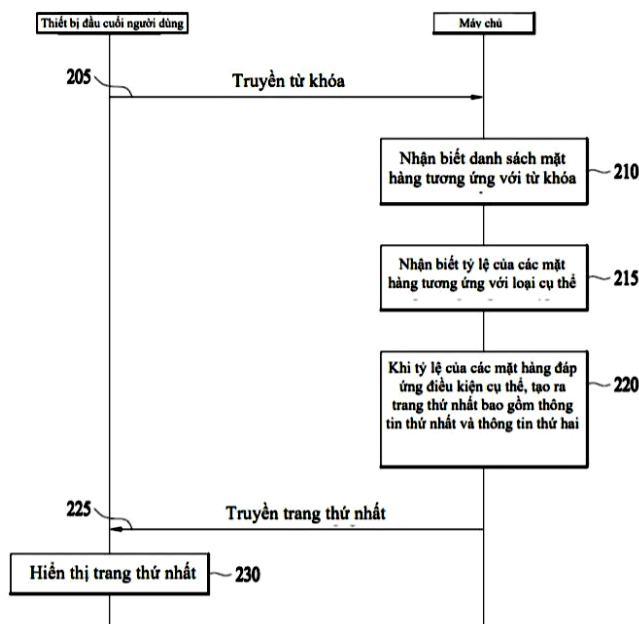 Thiết bị đầu cuối người dùng
Máy chủ
205
Truyền từ khóa
Nhận biết danh sách mặt
hàng tương ứng với từ khóa
210
Nhận biết tỷ lệ của các mặt
hàng tương ứng với loại cụ thể
215
Khi tỷ lệ của các mặt hàng đáp
ứng điều kiện cụ thể, tạo ra
trang thứ nhất bao gồm thông
tin thứ nhất và thông tin thứ hai
220
225
Truyền trang thứ nhất
Hiển thị trang thứ nhất
230